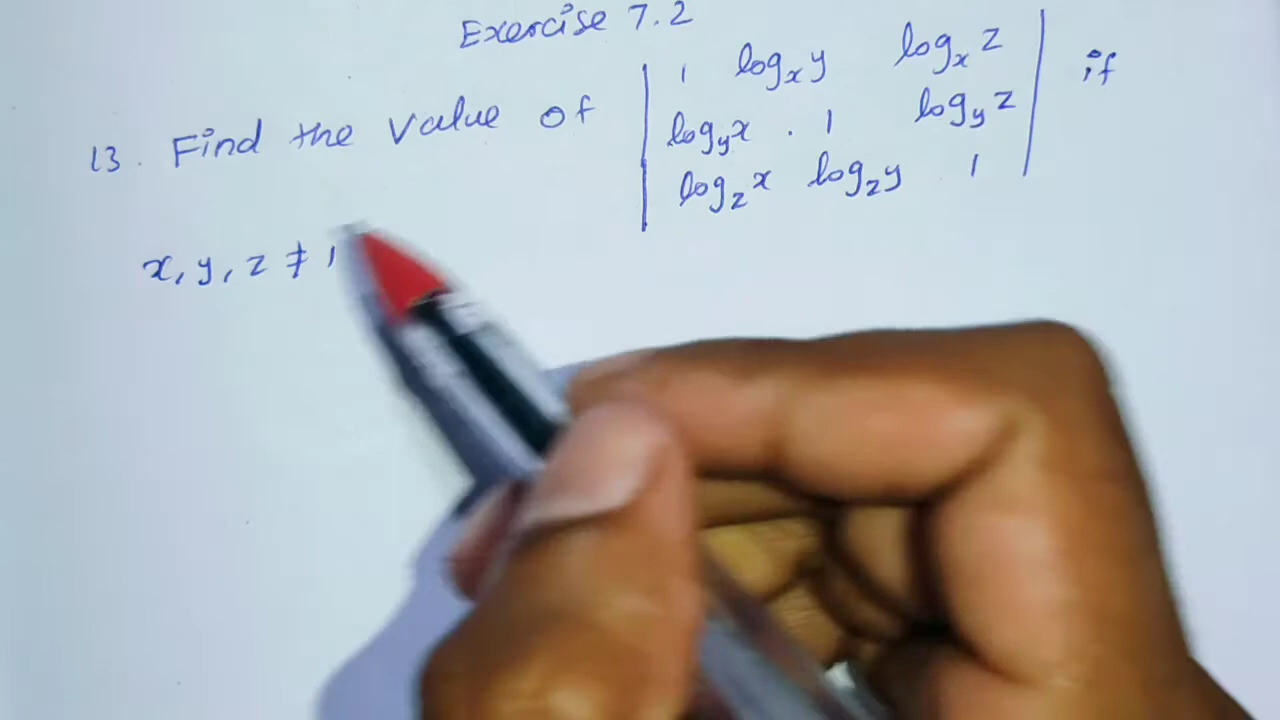 Exercise 7.2
13. Find the value of | 1 log_x y log_x z | if
| log_y x . 1 log_y z |
| log_z x log_z y 1 |
x, y, z ≠ 1